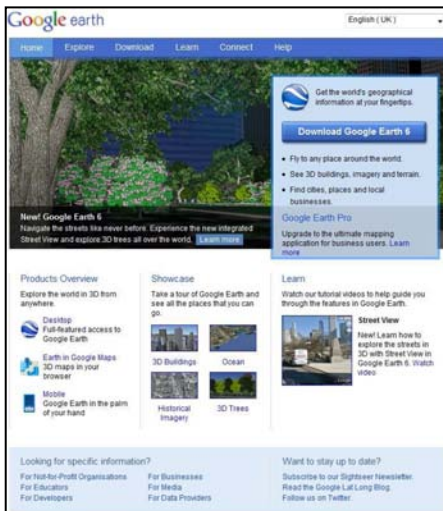 Google earth
English (UK)
Home Explore Download Learn Connect Help
Get the world's geographical
information at your fingertips.
Download Google Earth 6
• Fly to any place around the world.
• See 3D buildings, imagery and terrain.
• Find cities, places and local
businesses.
Google Earth Pro
Upgrade to the ultimate mapping
application for business users. Learn
more
New! Google Earth 6
Navigate the streets like never before. Experience the new integrated
Street View and explore 3D trees all over the world. Learn more
Products Overview
Explore the world in 3D from
anywhere.
Desktop
Full-featured access to
Google Earth
Earth in Google Maps
3D maps in your
browser
Mobile
Google Earth in the palm
of your hand
Showcase
Take a tour of Google Earth and
see all the places that you can
go.
3D Buildings
Ocean
Historical
Imagery
3D Trees
Learn
Watch our tutorial videos to help guide you
through the features in Google Earth.
Street View
New! Learn how to
explore the streets in
3D with Street View in
Google Earth 6. Watch
video
Looking for specific information?
For Not-for-Profit Organisations
For Educators
For Developers
For Businesses
For Media
For Data Providers
Want to stay up to date?
Subscribe to our Sightseer Newsletter.
Read the Google Lat Long Blog.
Follow us on Twitter.